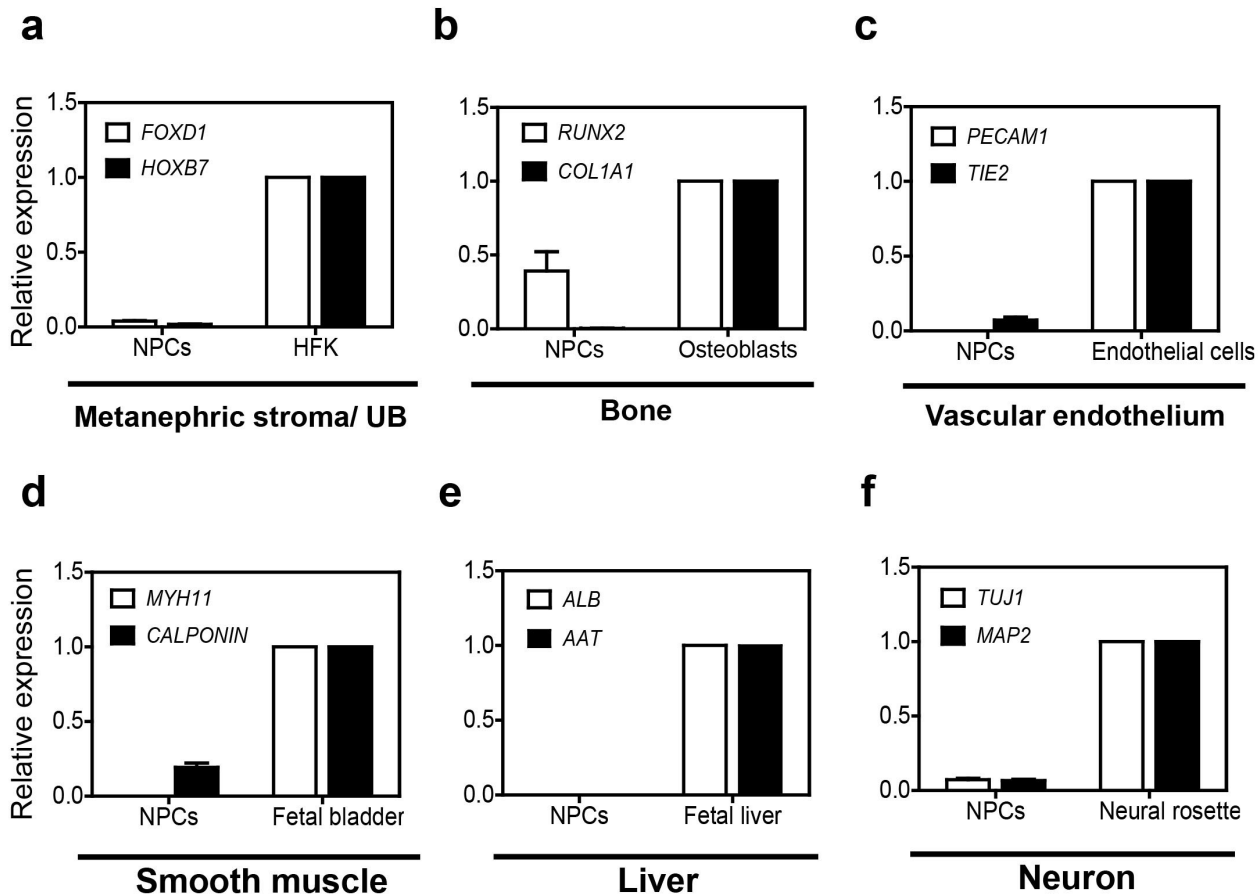 a
Relative expression
1.5
1.0
0.5
0.0
FOXD1
HOXB7
NPCs HFK
Metanephric stroma/ UB
b
1.5
1.0
0.5
0.0
RUNX2
COL1A1
NPCs Osteoblasts
Bone
c
1.5
1.0
0.5
0.0
PECAM1
TIE2
NPCs Endothelial cells
Vascular endothelium
d
Relative expression
1.5
1.0
0.5
0.0
MYH11
CALPONIN
NPCs Fetal bladder
Smooth muscle
e
1.5
1.0
0.5
0.0
ALB
AAT
NPCs Fetal liver
Liver
f
1.5
1.0
0.5
0.0
TUJ1
MAP2
NPCs Neural rosette
Neuron